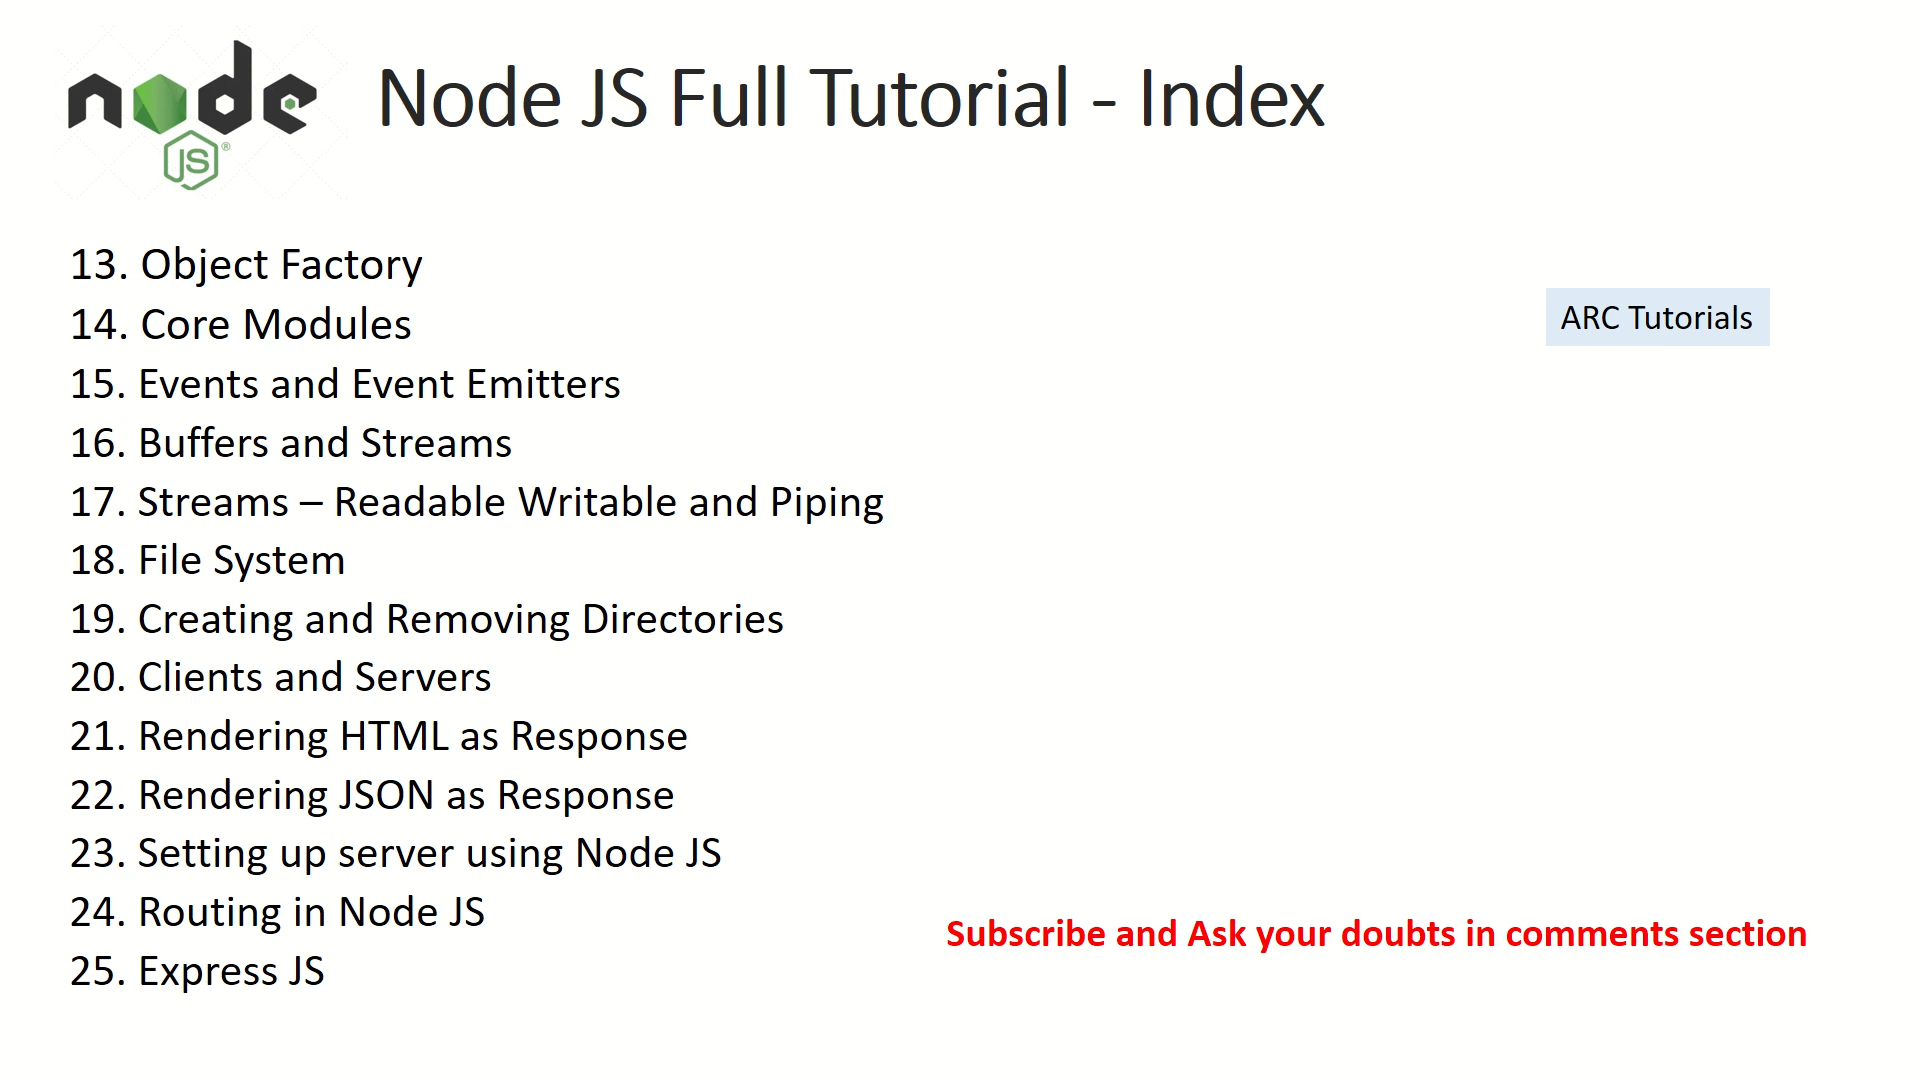 node
JS ®
Node JS Full Tutorial - Index
13. Object Factory
14. Core Modules
15. Events and Event Emitters
16. Buffers and Streams
17. Streams – Readable Writable and Piping
18. File System
19. Creating and Removing Directories
20. Clients and Servers
21. Rendering HTML as Response
22. Rendering JSON as Response
23. Setting up server using Node JS
24. Routing in Node JS
25. Express JS
ARC Tutorials
Subscribe and Ask your doubts in comments section